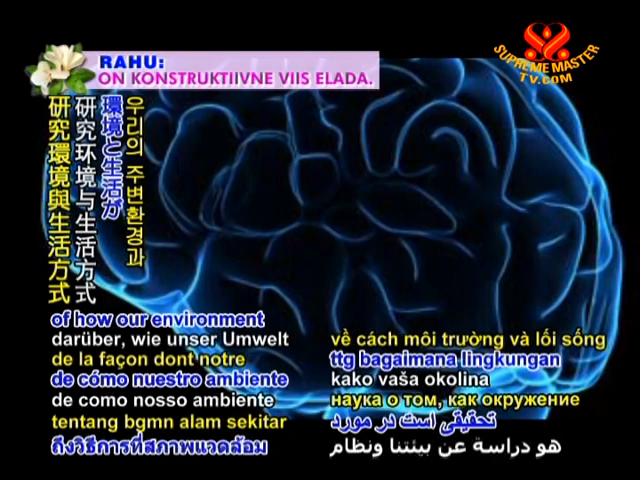 RAHU:
ON KONSTRUKTIIVNE VIIS ELADA.
SUPREME MASTER
TV.COM
우리의 주변환경과
環境と生活が
研究环境与生活方式
研究環境與生活方式
of how our environment
darüber, wie unser Umwelt
de la façon dont notre
de cómo nuestro ambiente
de como nosso ambiente
tentang bgmn alam sekitar
ถึงวิธีการที่สภาพแวดล้อม
về cách môi trường và lối sống
ttg bagaimana lingkungan
kako vaša okolina
наука о том, как окружение
تحقیقی است در مورد
هو دراسة عن بيئتنا ونظام